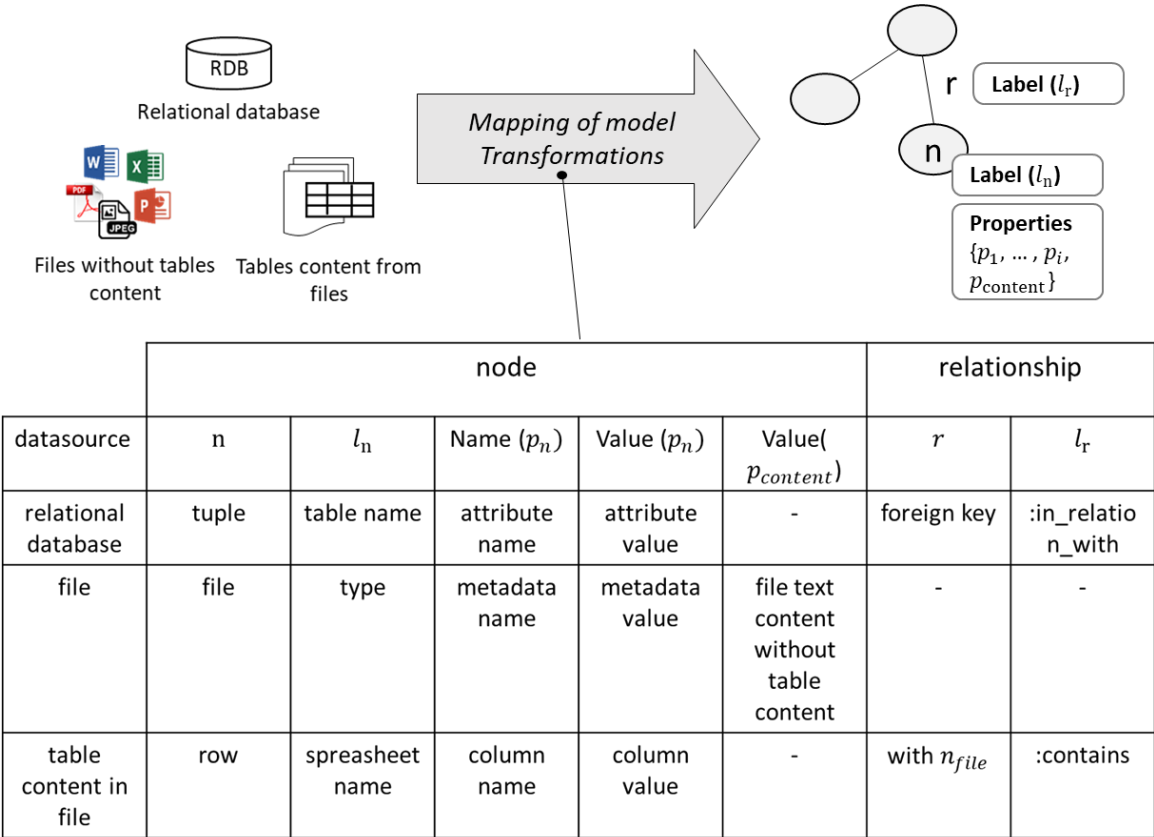 RDB
Relational database
W
X
PDF
P
JPEG
Files without tables
content
Tables content from
files
Mapping of model
Transformations
r
Label (lᵣ)
n
Label (lₙ)
Properties
{p₁, … , pᵢ,
p_content}
node
relationship
datasource
n
lₙ
Name (pₙ)
Value (pₙ)
Value(
p_content)
r
lᵣ
relational
database
tuple
table name
attribute
name
attribute
value
-
foreign key
:in_relatio
n_with
file
file
type
metadata
name
metadata
value
file text
content
without
table
content
-
-
table
content in
file
row
spreasheet
name
column
name
column
value
-
with n_file
:contains